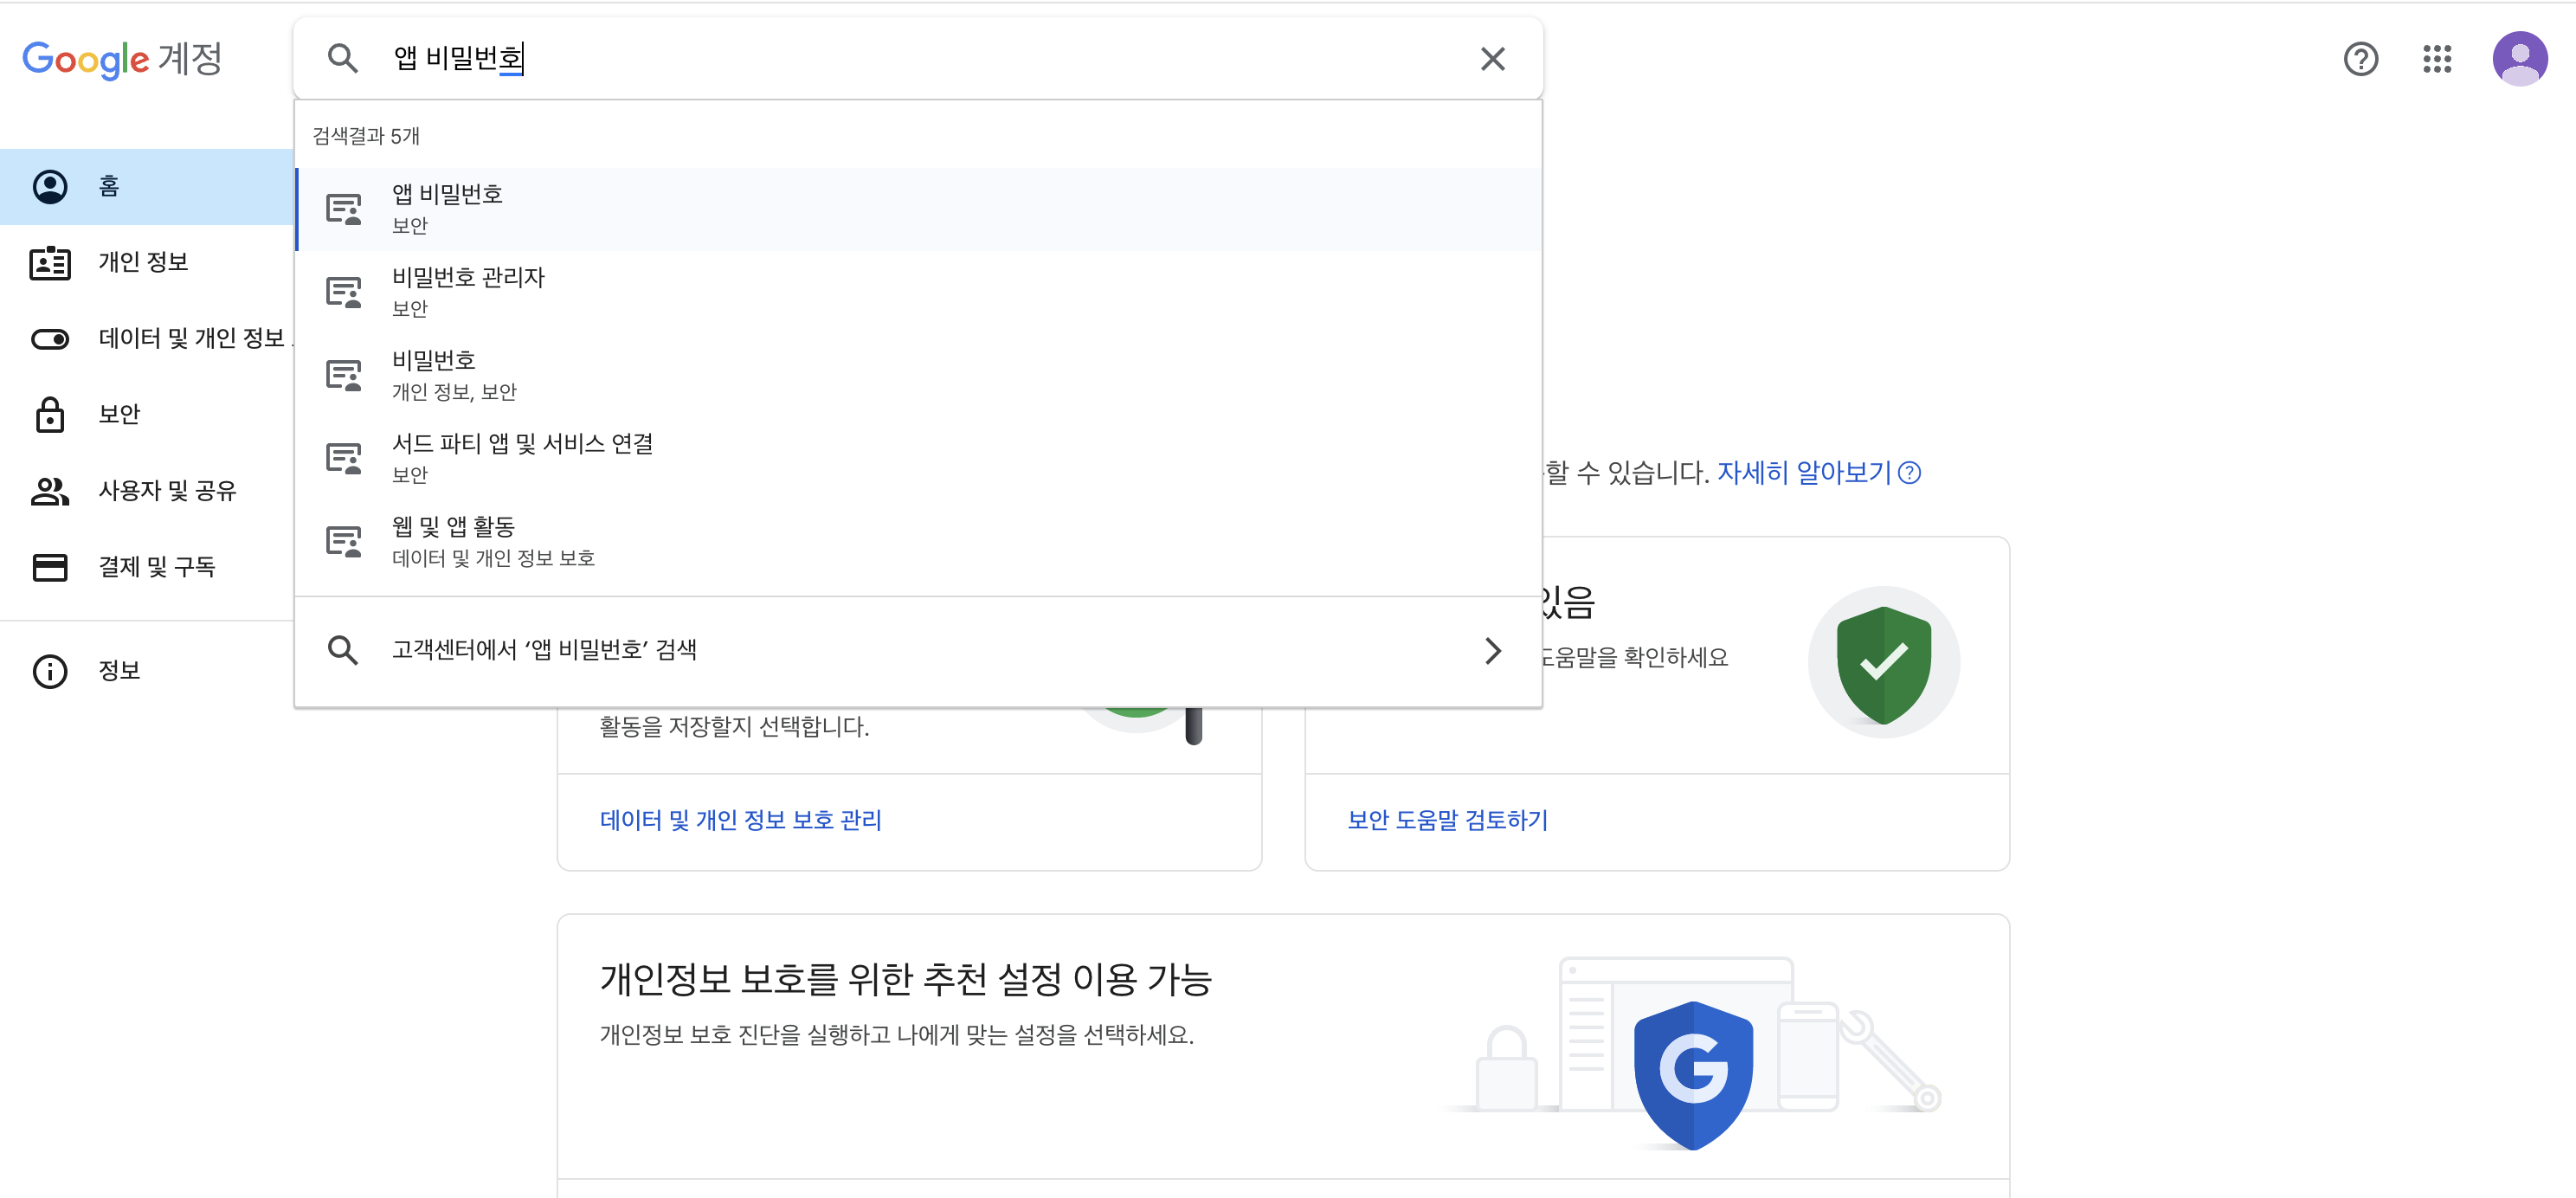 Google 계정
앱 비밀번호
검색결과 5개
앱 비밀번호
보안
비밀번호 관리자
보안
비밀번호
개인 정보, 보안
서드 파티 앱 및 서비스 연결
보안
웹 및 앱 활동
데이터 및 개인 정보 보호
고객센터에서 ‘앱 비밀번호’ 검색
홈
개인 정보
데이터 및 개인 정보
보안
사용자 및 공유
결제 및 구독
정보
할 수 있습니다. 자세히 알아보기
있음
도움말을 확인하세요
활동을 저장할지 선택합니다.
데이터 및 개인 정보 보호 관리
보안 도움말 검토하기
개인정보 보호를 위한 추천 설정 이용 가능
개인정보 보호 진단을 실행하고 나에게 맞는 설정을 선택하세요.
G